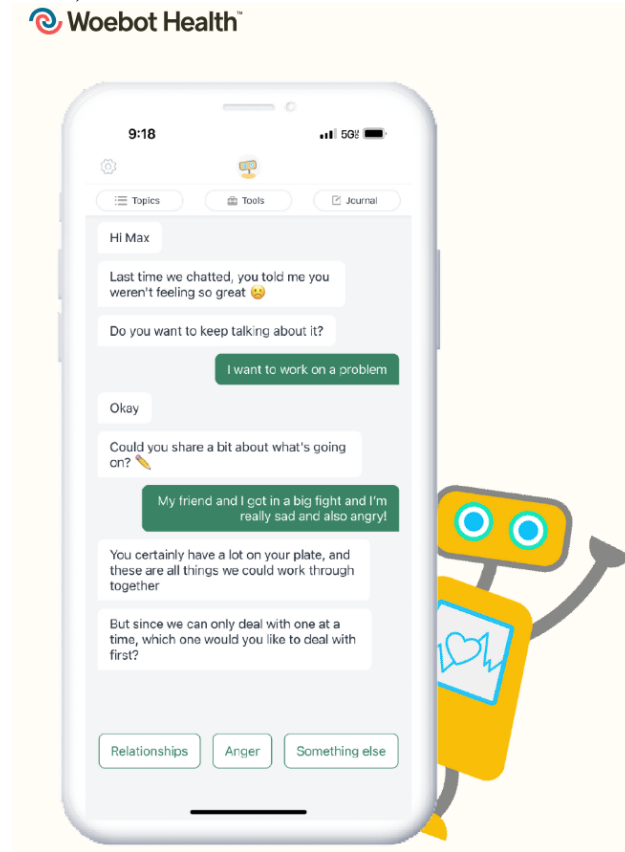 Woebot Health™
9:18
5G
Topics
Tools
Journal
Hi Max
Last time we chatted, you told me you
weren't feeling so great 😟
Do you want to keep talking about it?
I want to work on a problem
Okay
Could you share a bit about what's going
on? ✏️
My friend and I got in a big fight and I'm
really sad and also angry!
You certainly have a lot on your plate, and
these are all things we could work through
together
But since we can only deal with one at a
time, which one would you like to deal with
first?
Relationships
Anger
Something else